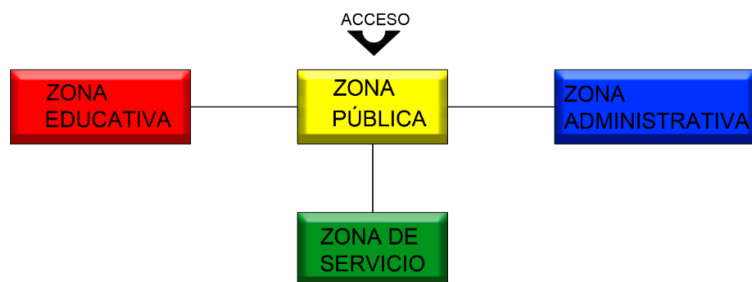 ACCESO
ZONA
EDUCATIVA
ZONA
PÚBLICA
ZONA
ADMINISTRATIVA
ZONA DE
SERVICIO